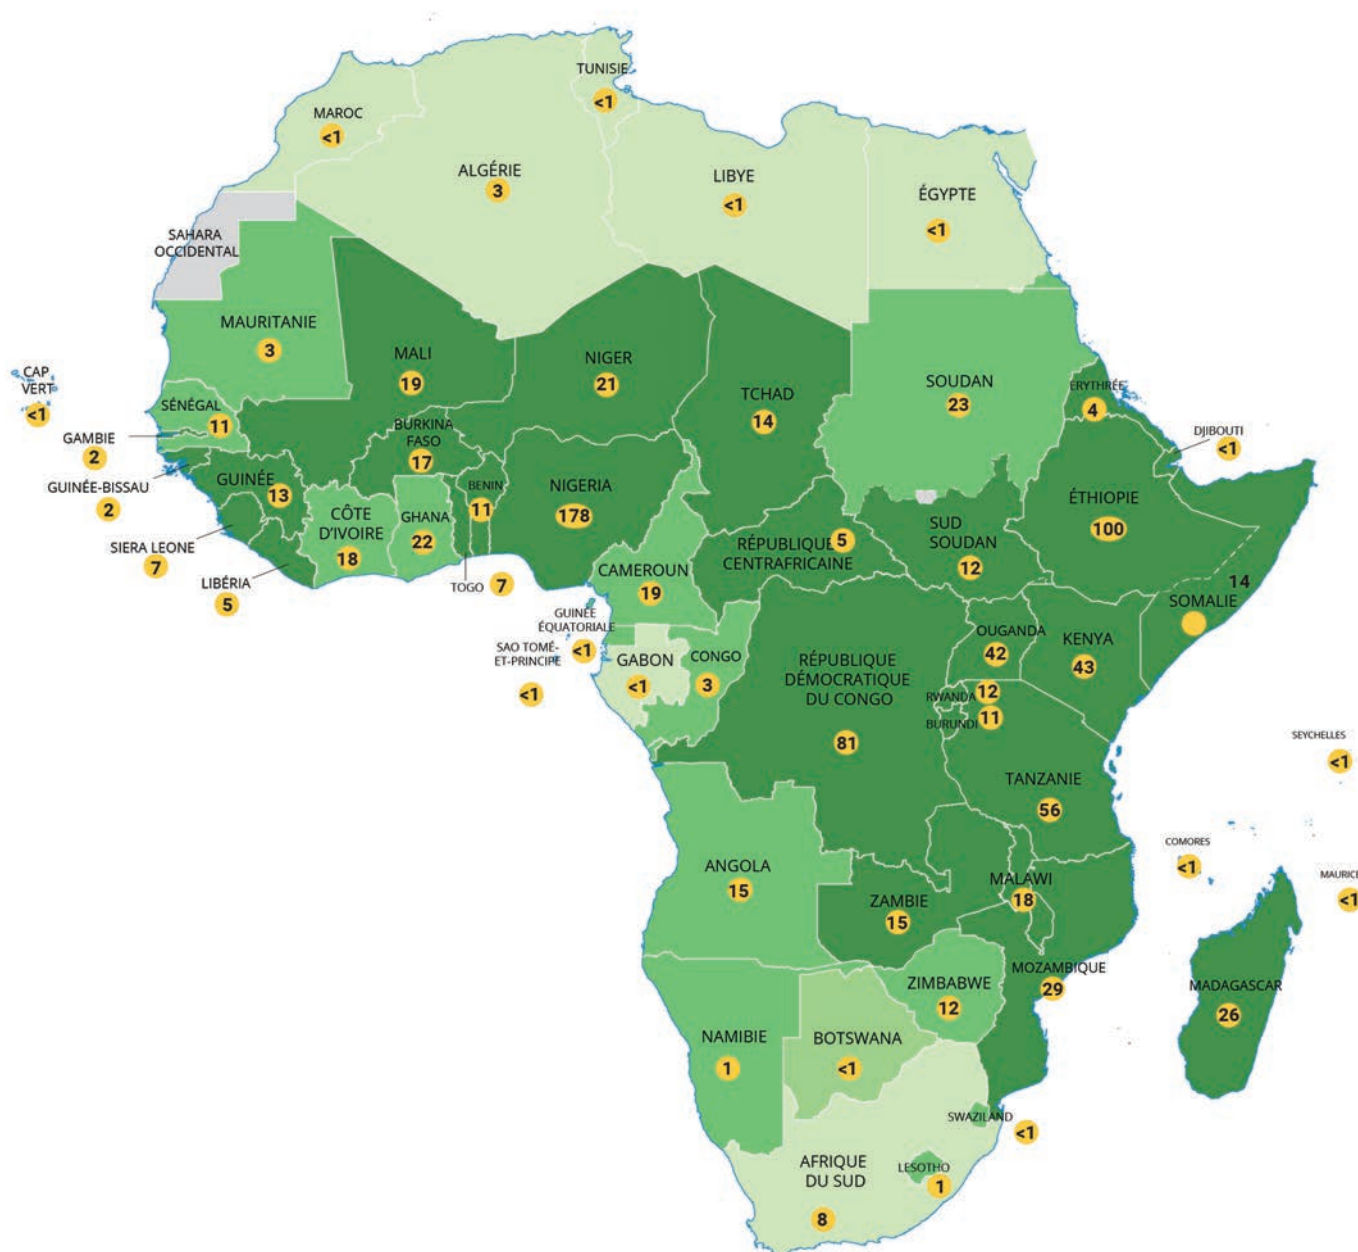 TUNISIE
<1
MAROC
<1
ALGÉRIE
3
LIBYE
<1
ÉGYPTE
<1
SAHARA
OCCIDENTAL
MAURITANIE
3
MALI
19
NIGER
21
TCHAD
14
SOUDAN
23
ERYTHRÉE
4
DJIBOUTI
<1
CAP
VERT
<1
SÉNÉGAL
11
GAMBIE
2
GUINÉE-BISSAU
2
GUINÉE
13
SIERA LEONE
7
LIBÉRIA
5
CÔTE
D'IVOIRE
18
BURKINA
FASO
17
GHANA
22
BENIN
11
TOGO
7
NIGERIA
178
CAMEROUN
19
RÉPUBLIQUE
CENTRAFRICAINE
5
SUD
SOUDAN
12
ÉTHIOPIE
100
14
SOMALIE
GUINÉE
ÉQUATORIALE
<1
SAO TOMÉ-
ET-PRINCIPE
<1
GABON
<1
CONGO
3
RÉPUBLIQUE
DÉMOCRATIQUE
DU CONGO
81
OUGANDA
42
KENYA
43
RWANDA
12
BURUNDI
11
TANZANIE
56
SEYCHELLES
<1
COMORES
<1
MAURICE
<1
ANGOLA
15
ZAMBIE
15
MALAWI
18
MOZAMBIQUE
29
MADAGASCAR
26
ZIMBABWE
12
NAMIBIE
1
BOTSWANA
<1
SWAZILAND
<1
AFRIQUE
DU SUD
8
LESOTHO
1